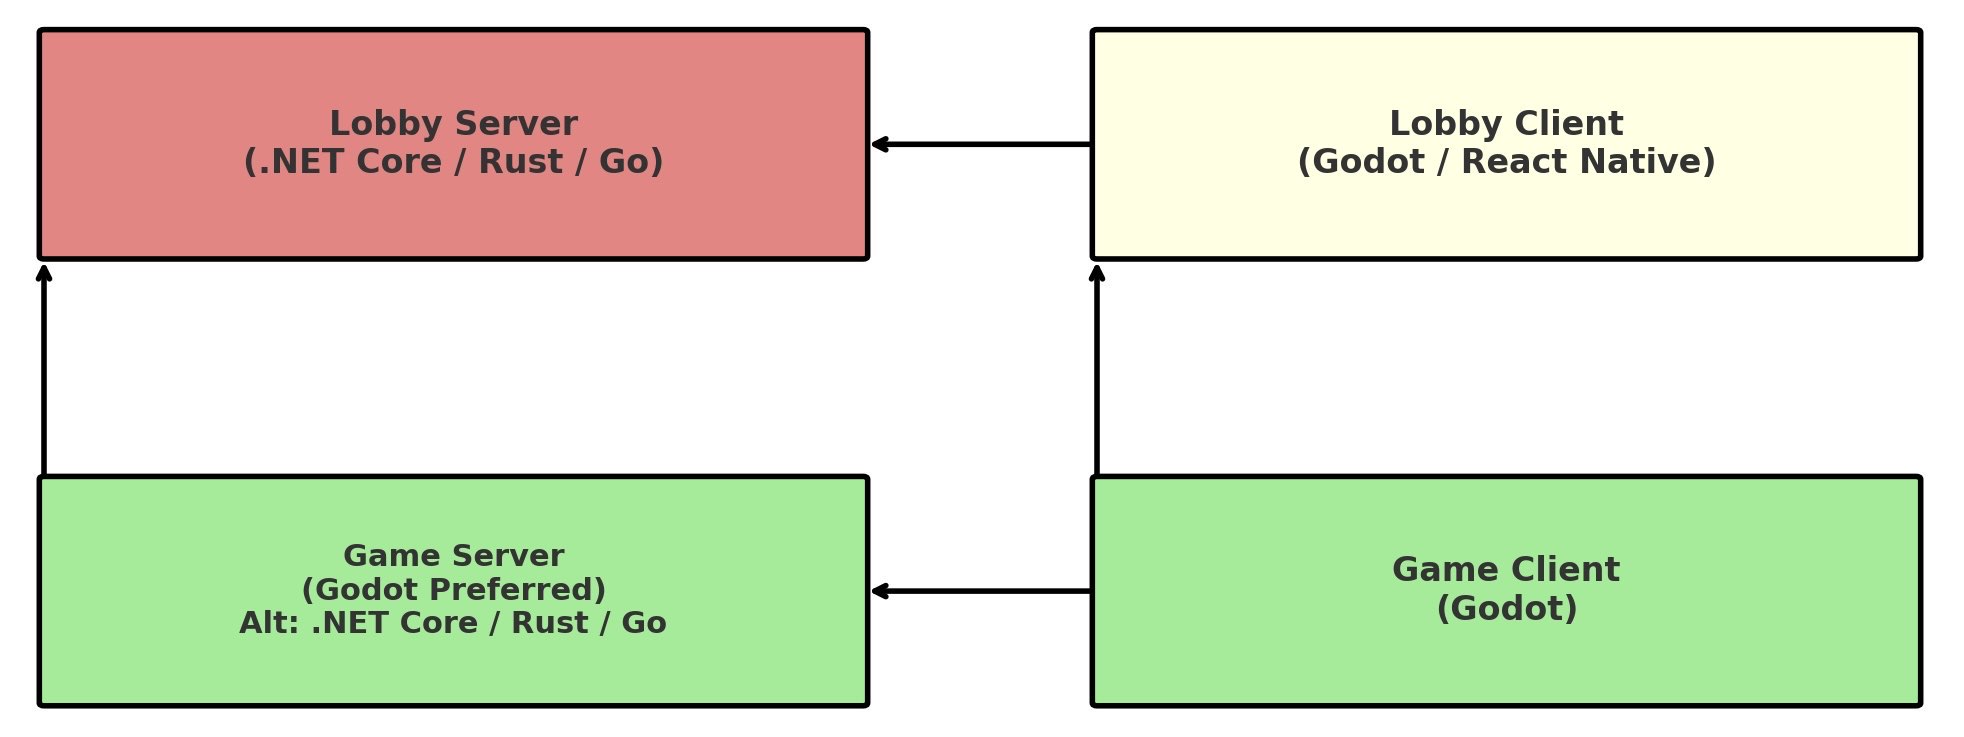 Lobby Server
(.NET Core / Rust / Go)
Lobby Client
(Godot / React Native)
Game Server
(Godot Preferred)
Alt: .NET Core / Rust / Go
Game Client
(Godot)